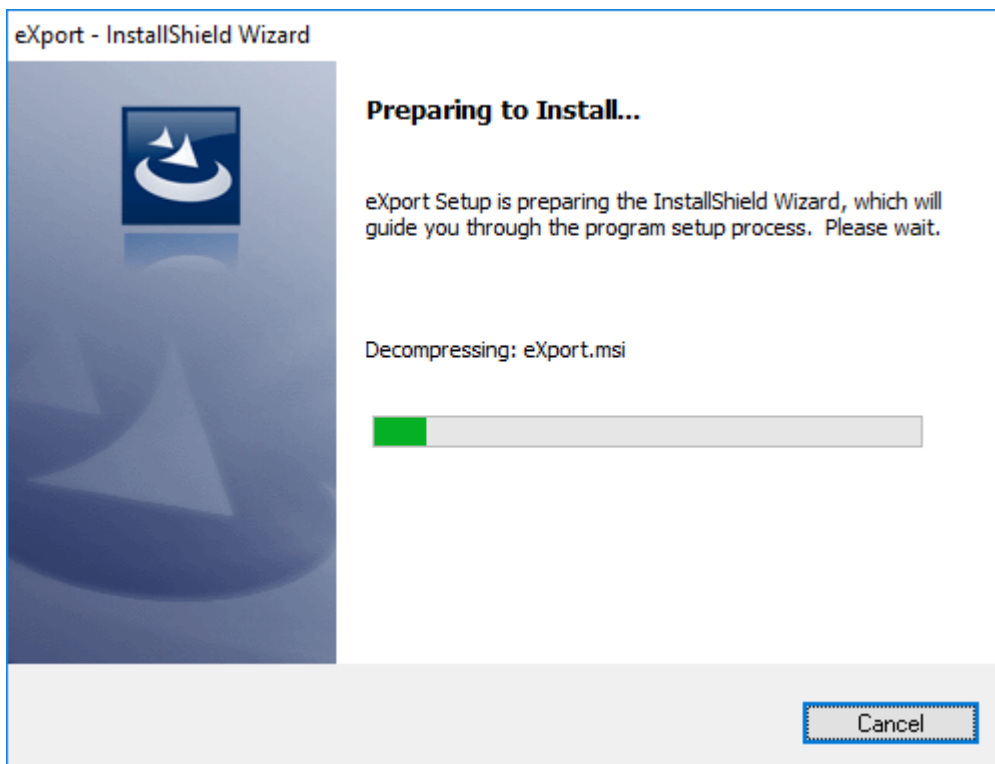 eXport - InstallShield Wizard
Preparing to Install...
eXport Setup is preparing the InstallShield Wizard, which will
guide you through the program setup process.  Please wait.
Decompressing: eXport.msi
Cancel